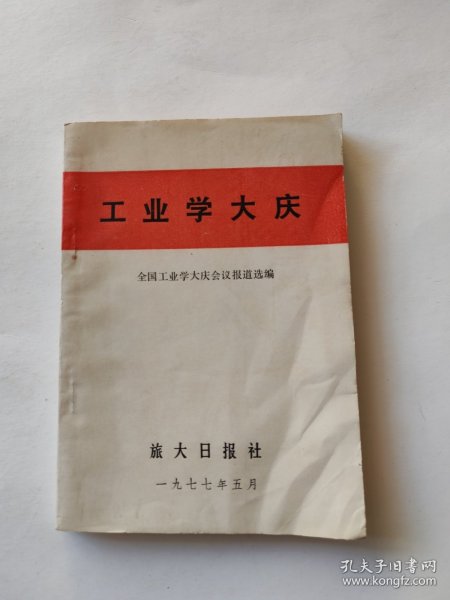 工业学大庆
全国工业学大庆会议报道选编
旅大日报社
一九七七年五月
孔夫子旧书网
www.kongfz.com